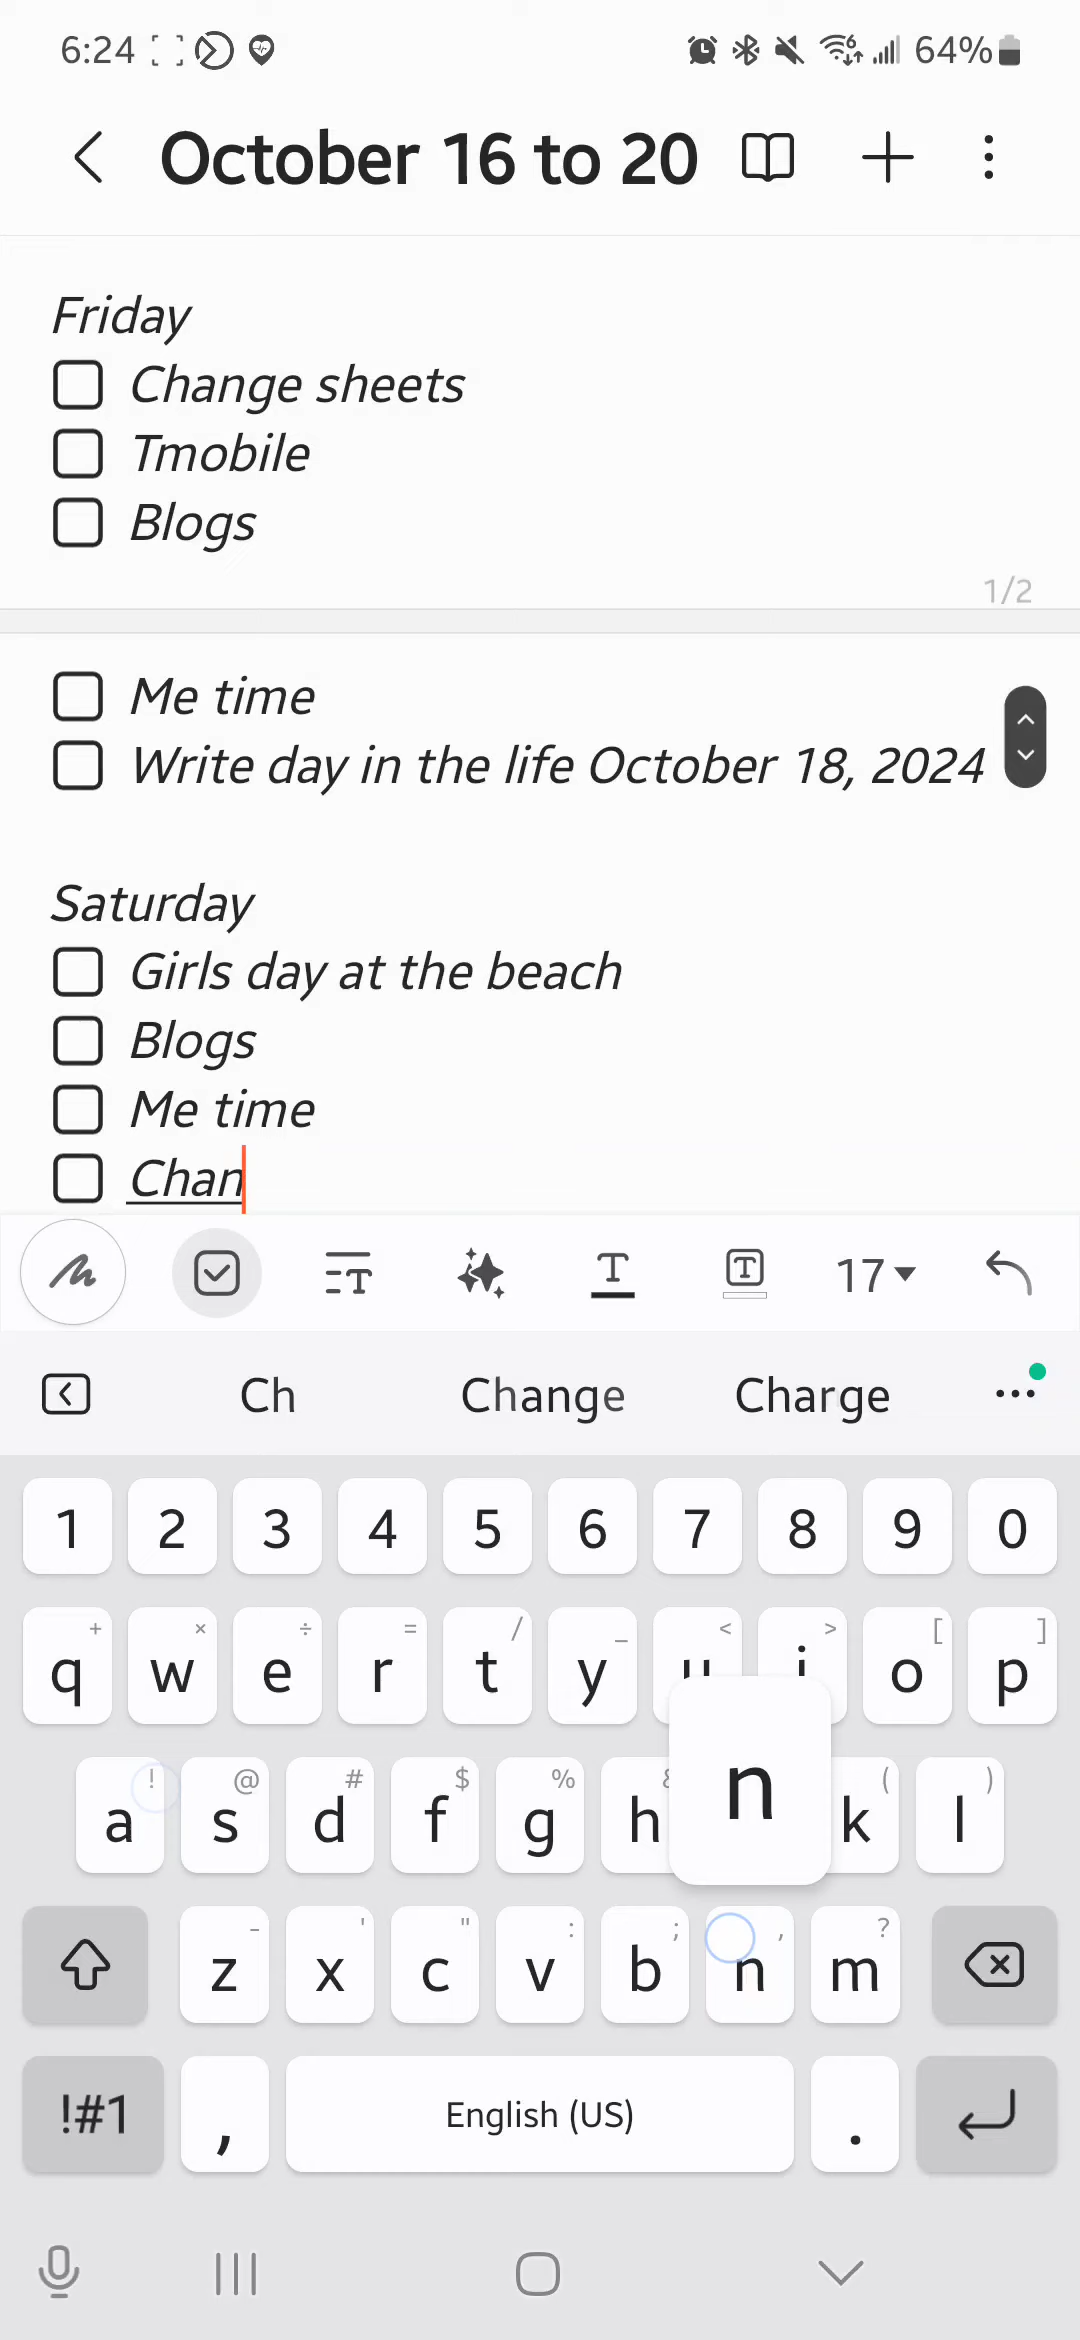 6:24 64%
October 16 to 20
Friday
Change sheets
Tmobile
Blogs
1/2
Me time
Write day in the life October 18, 2024
Saturday
Girls day at the beach
Blogs
Me time
Chan
17
Ch Change Charge ...
1 2 3 4 5 6 7 8 9 0
+ × ÷ = / _ < > [ ]
q w e r t y u i o p
! @ # $ % & ( )
a s d f g h n k l
- ' " : ; , ?
z x c v b n m
!#1 , English (US) .